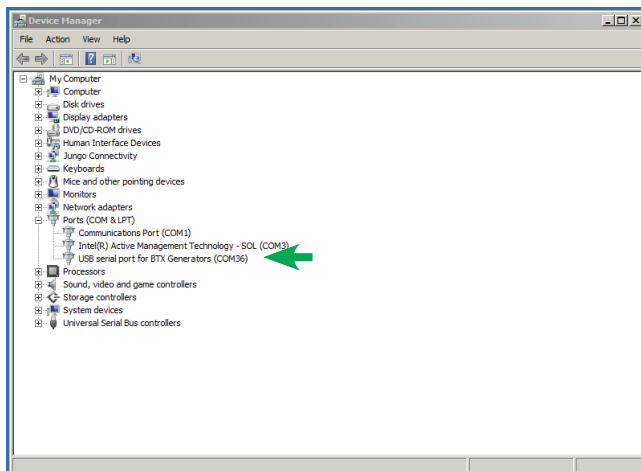 Device Manager
File Action View Help
My Computer
Computer
Disk drives
Display adapters
DVD/CD-ROM drives
Human Interface Devices
Jungo Connectivity
Keyboards
Mice and other pointing devices
Monitors
Network adapters
Ports (COM & LPT)
Communications Port (COM1)
Intel(R) Active Management Technology - SOL (COM3)
USB serial port for BTX Generators (COM36)
Processors
Sound, video and game controllers
Storage controllers
System devices
Universal Serial Bus controllers